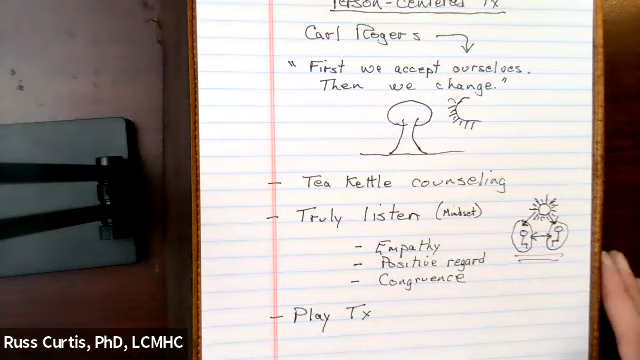 Person-Centered Tx
Carl Rogers
"First we accept ourselves.
Then we change."
- Tea Kettle counseling
- Truly listen (Mindset)
- Empathy
- Positive regard
- Congruence
- Play Tx
Russ Curtis, PhD, LCMHC